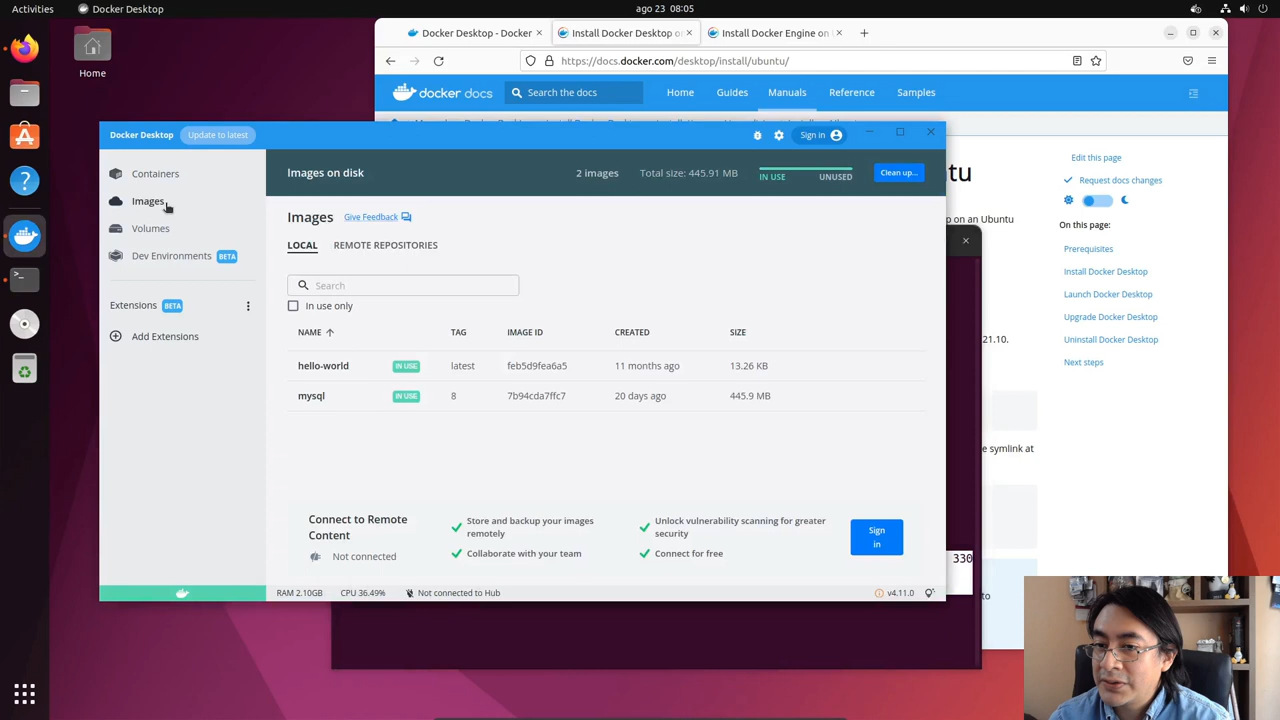 Activities
Docker Desktop
ago 23 08:05
Home
Docker Desktop - Docker
Install Docker Desktop o
Install Docker Engine on
https://docs.docker.com/desktop/install/ubuntu/
docker docs
Search the docs
Home
Guides
Manuals
Reference
Samples
Docker Desktop
Update to latest
Sign in
Containers
Images
Volumes
Dev Environments BETA
Extensions BETA
Add Extensions
Images on disk
2 images
Total size: 445.91 MB
IN USE
UNUSED
Clean up...
Images
Give Feedback
LOCAL
REMOTE REPOSITORIES
Search
In use only
NAME
TAG
IMAGE ID
CREATED
SIZE
hello-world
IN USE
latest
feb5d9fea6a5
11 months ago
13.26 KB
mysql
IN USE
8
7b94cda7ffc7
20 days ago
445.9 MB
Connect to Remote
Content
Not connected
Store and backup your images
remotely
Collaborate with your team
Unlock vulnerability scanning for greater
security
Connect for free
Sign
in
RAM 2.10GB
CPU 36.49%
Not connected to Hub
v4.11.0
tu
p on an Ubuntu
21.10.
e symlink at
330
to
Edit this page
Request docs changes
On this page:
Prerequisites
Install Docker Desktop
Launch Docker Desktop
Upgrade Docker Desktop
Uninstall Docker Desktop
Next steps